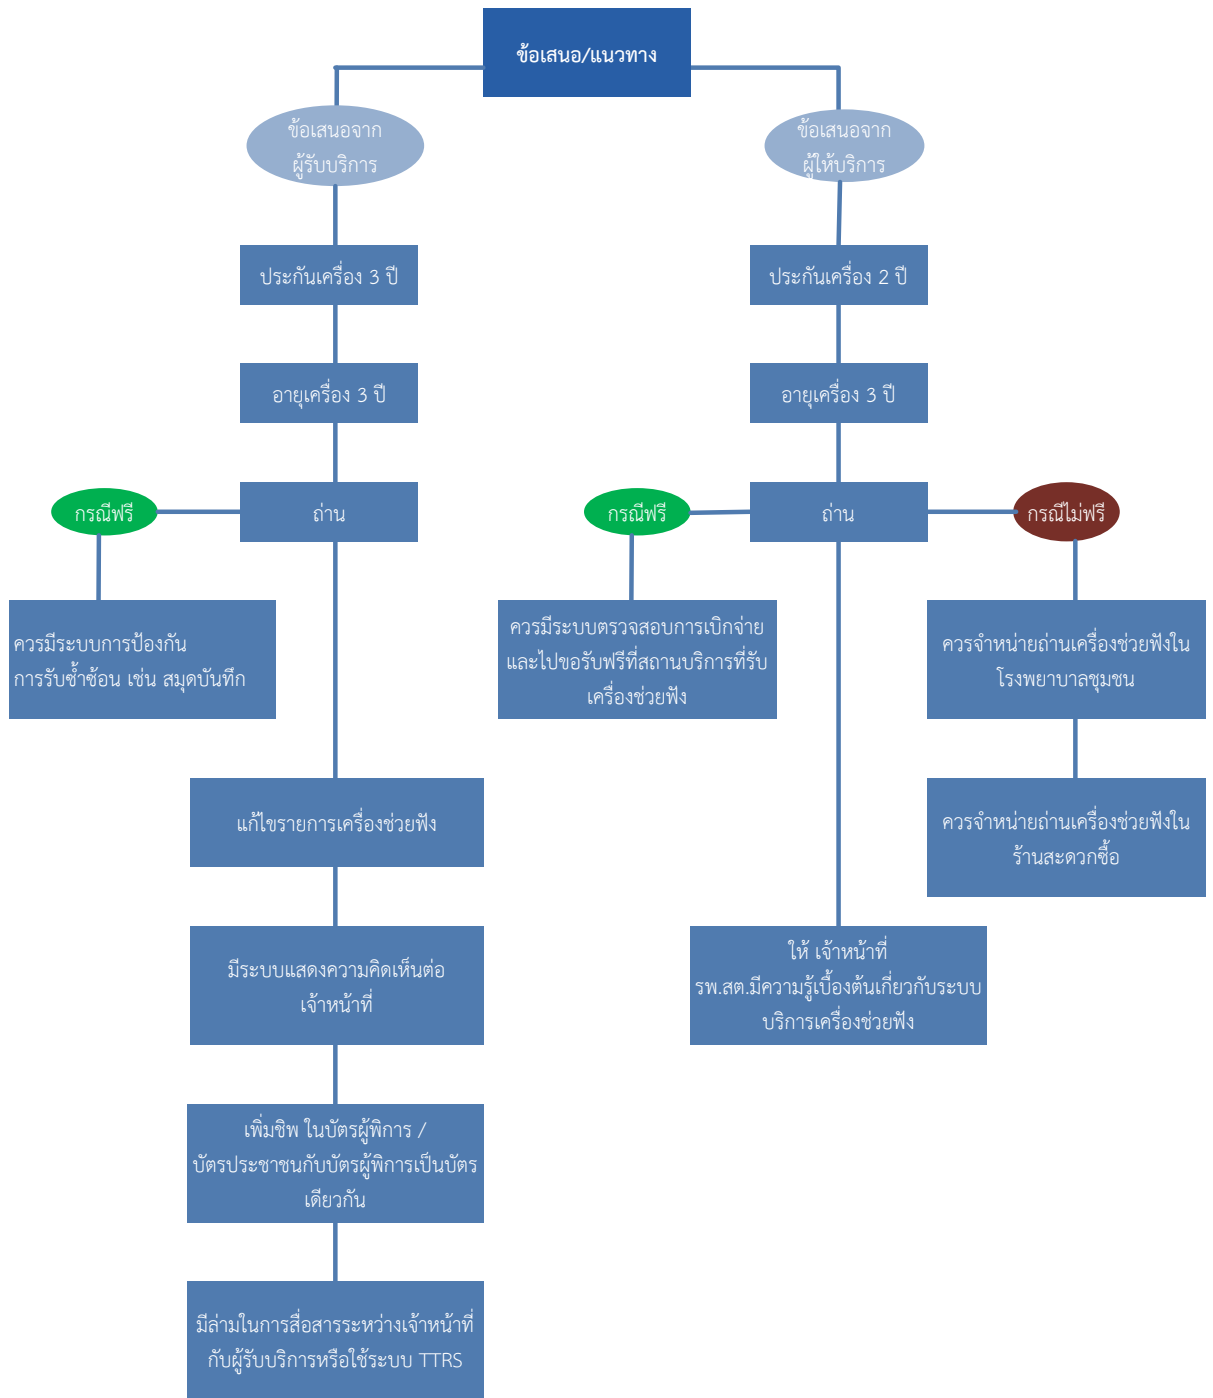 ข้อเสนอ/แนวทาง
ข้อเสนอจาก
ผู้รับบริการ
ข้อเสนอจาก
ผู้ให้บริการ
ประกันเครื่อง 3 ปี
ประกันเครื่อง 2 ปี
อายุเครื่อง 3 ปี
อายุเครื่อง 3 ปี
กรณีฟรี
ถ่าน
กรณีฟรี
ถ่าน
กรณีไม่ฟรี
ควรมีระบบการป้องกัน
การรับซ้ำซ้อน เช่น สมุดบันทึก
ควรมีระบบตรวจสอบการเบิกจ่าย
และไปขอรับฟรีที่สถานบริการที่รับ
เครื่องช่วยฟัง
ควรจำหน่ายถ่านเครื่องช่วยฟังใน
โรงพยาบาลชุมชน
แก้ไขรายการเครื่องช่วยฟัง
ควรจำหน่ายถ่านเครื่องช่วยฟังใน
ร้านสะดวกซื้อ
มีระบบแสดงความคิดเห็นต่อ
เจ้าหน้าที่
ให้ เจ้าหน้าที่
รพ.สต.มีความรู้เบื้องต้นเกี่ยวกับระบบ
บริการเครื่องช่วยฟัง
เพิ่มชิพ ในบัตรผู้พิการ /
บัตรประชาชนกับบัตรผู้พิการเป็นบัตร
เดียวกัน
มีล่ามในการสื่อสารระหว่างเจ้าหน้าที่
กับผู้รับบริการหรือใช้ระบบ TTRS